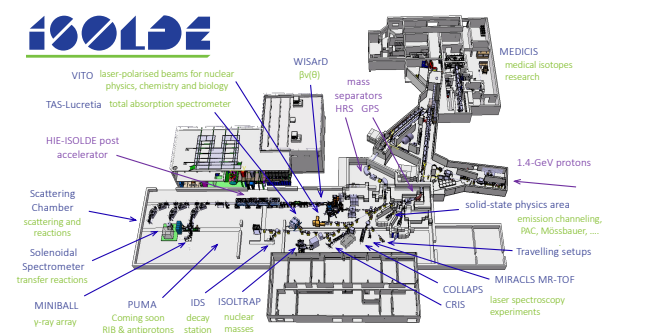 ISOLDE
WISArD
βν(θ)
MEDICIS
medical isotopes
research
VITO laser-polarised beams for nuclear
physics, chemistry and biology
mass
separators
HRS GPS
TAS-Lucretia total absorption spectrometer
HIE-ISOLDE post
accelerator
1.4-GeV protons
Scattering
Chamber
scattering and
reactions
solid-state physics area
emission channeling,
PAC, Mössbauer, ....
Solenoidal
Spectrometer
transfer reactions
Travelling setups
MINIBALL
γ-ray array
PUMA
Coming soon
RIB & antiprotons
IDS
decay
station
ISOLTRAP
nuclear
masses
MIRACLS MR-TOF
COLLAPS
CRIS
laser spectroscopy
experiments